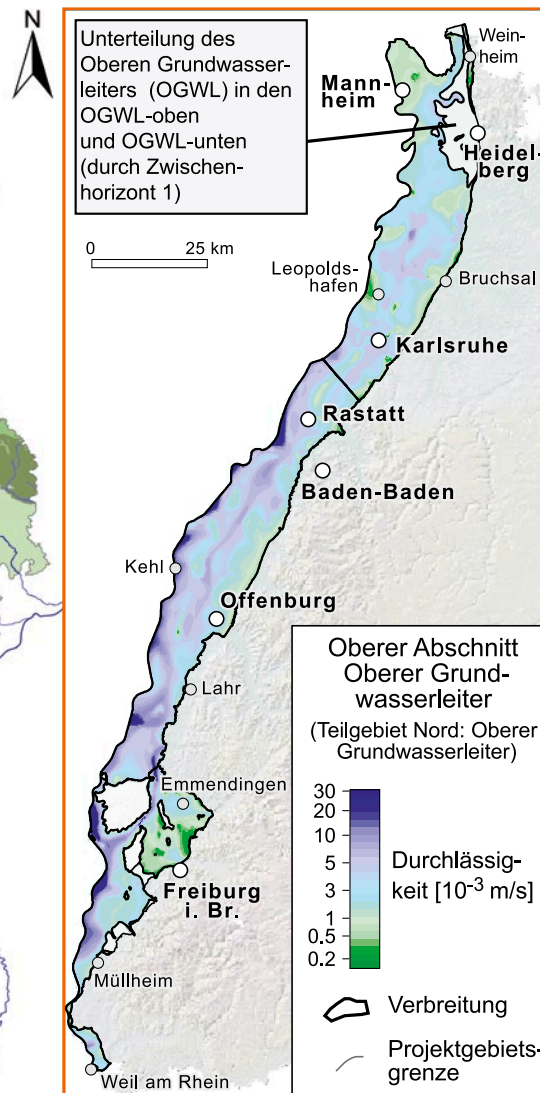 N
Unterteilung des
Oberen Grundwasser-
leiters (OGWL) in den
OGWL-oben
und OGWL-unten
(durch Zwischen-
horizont 1)
0 25 km
Wein-
heim
Mann-
heim
Heidel-
berg
Leopolds-
hafen
Bruchsal
Karlsruhe
Rastatt
Baden-Baden
Kehl
Offenburg
Lahr
Emmendingen
Freiburg
i. Br.
Müllheim
Weil am Rhein
Oberer Abschnitt
Oberer Grund-
wasserleiter
(Teilgebiet Nord: Oberer
Grundwasserleiter)
30
20
10
5
3
1
0.5
0.2
Durchlässig-
keit [10⁻³ m/s]
Verbreitung
Projektgebiets-
grenze